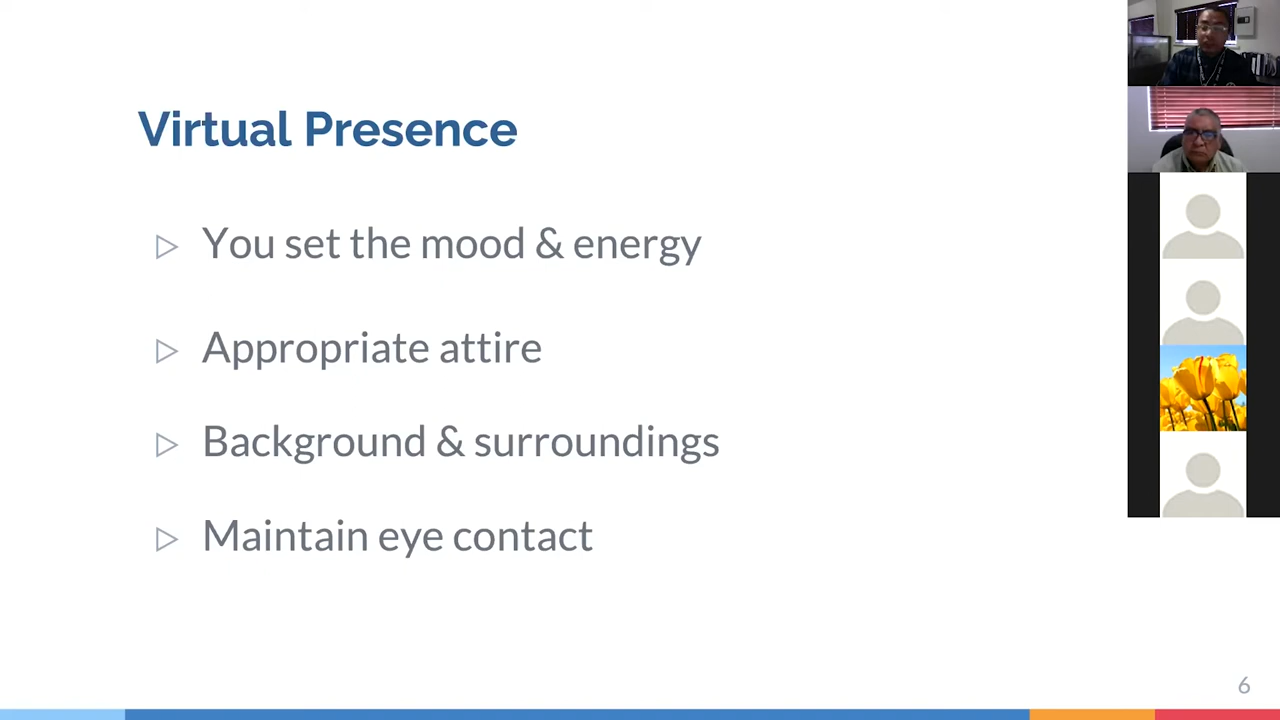 Virtual Presence
You set the mood & energy
Appropriate attire
Background & surroundings
Maintain eye contact
6